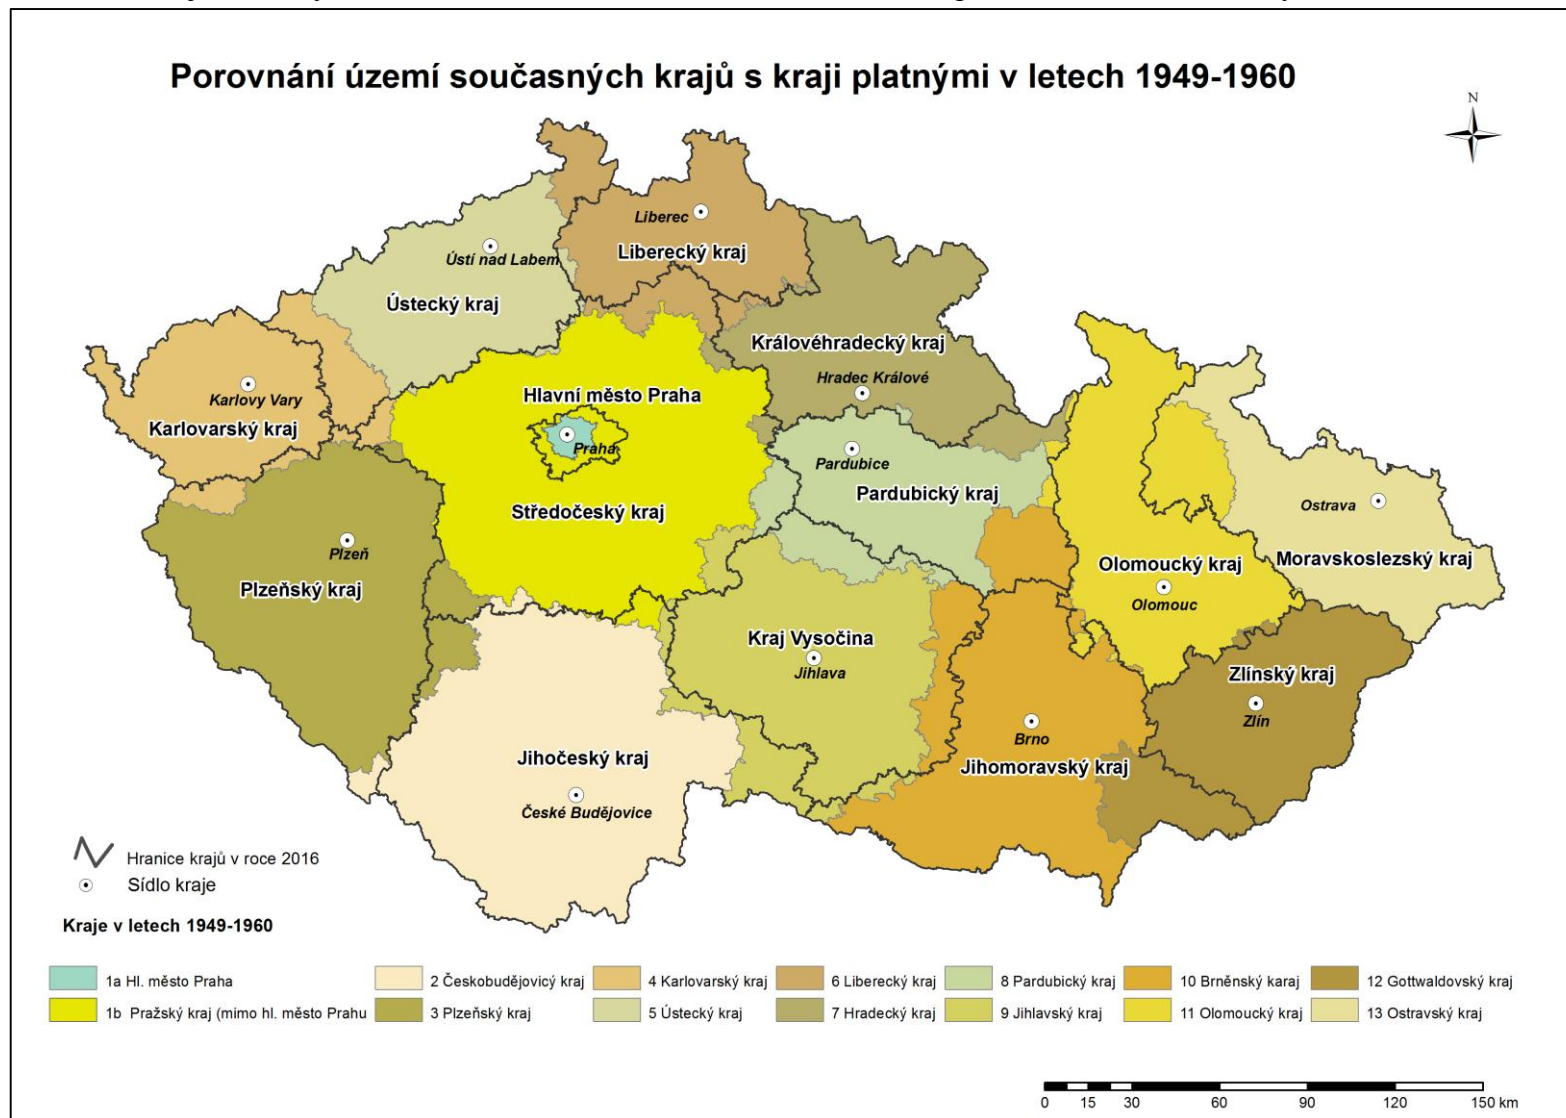 Porovnání území současných krajů s kraji platnými v letech 1949-1960
N
Liberec
Liberecký kraj
Ústí nad Labem
Ústecký kraj
Královéhradecký kraj
Hradec Králové
Karlovy Vary
Karlovarský kraj
Hlavní město Praha
Praha
Pardubice
Pardubický kraj
Středočeský kraj
Ostrava
Moravskoslezský kraj
Plzeň
Plzeňský kraj
Olomoucký kraj
Olomouc
Kraj Vysočina
Jihlava
Zlínský kraj
Zlín
Brno
Jihomoravský kraj
Jihočeský kraj
České Budějovice
Hranice krajů v roce 2016
Sídlo kraje
Kraje v letech 1949-1960
1a Hl. město Praha
1b Pražský kraj (mimo hl. město Prahu
2 Českobudějovicý kraj
3 Plzeňský kraj
4 Karlovarský kraj
5 Ústecký kraj
6 Liberecký kraj
7 Hradecký kraj
8 Pardubický kraj
9 Jihlavský kraj
10 Brněnský karaj
11 Olomoucký kraj
12 Gottwaldovský kraj
13 Ostravský kraj
0 15 30 60 90 120 150 km